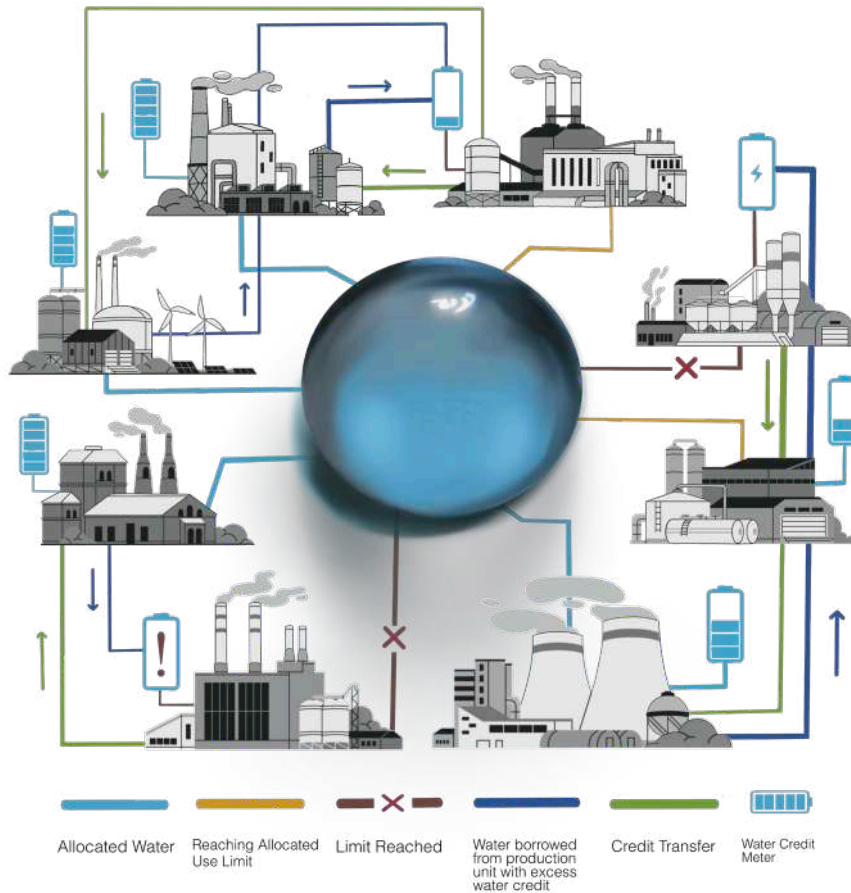 Allocated Water
Reaching Allocated
Use Limit
Limit Reached
Water borrowed
from production
unit with excess
water credit
Credit Transfer
Water Credit
Meter